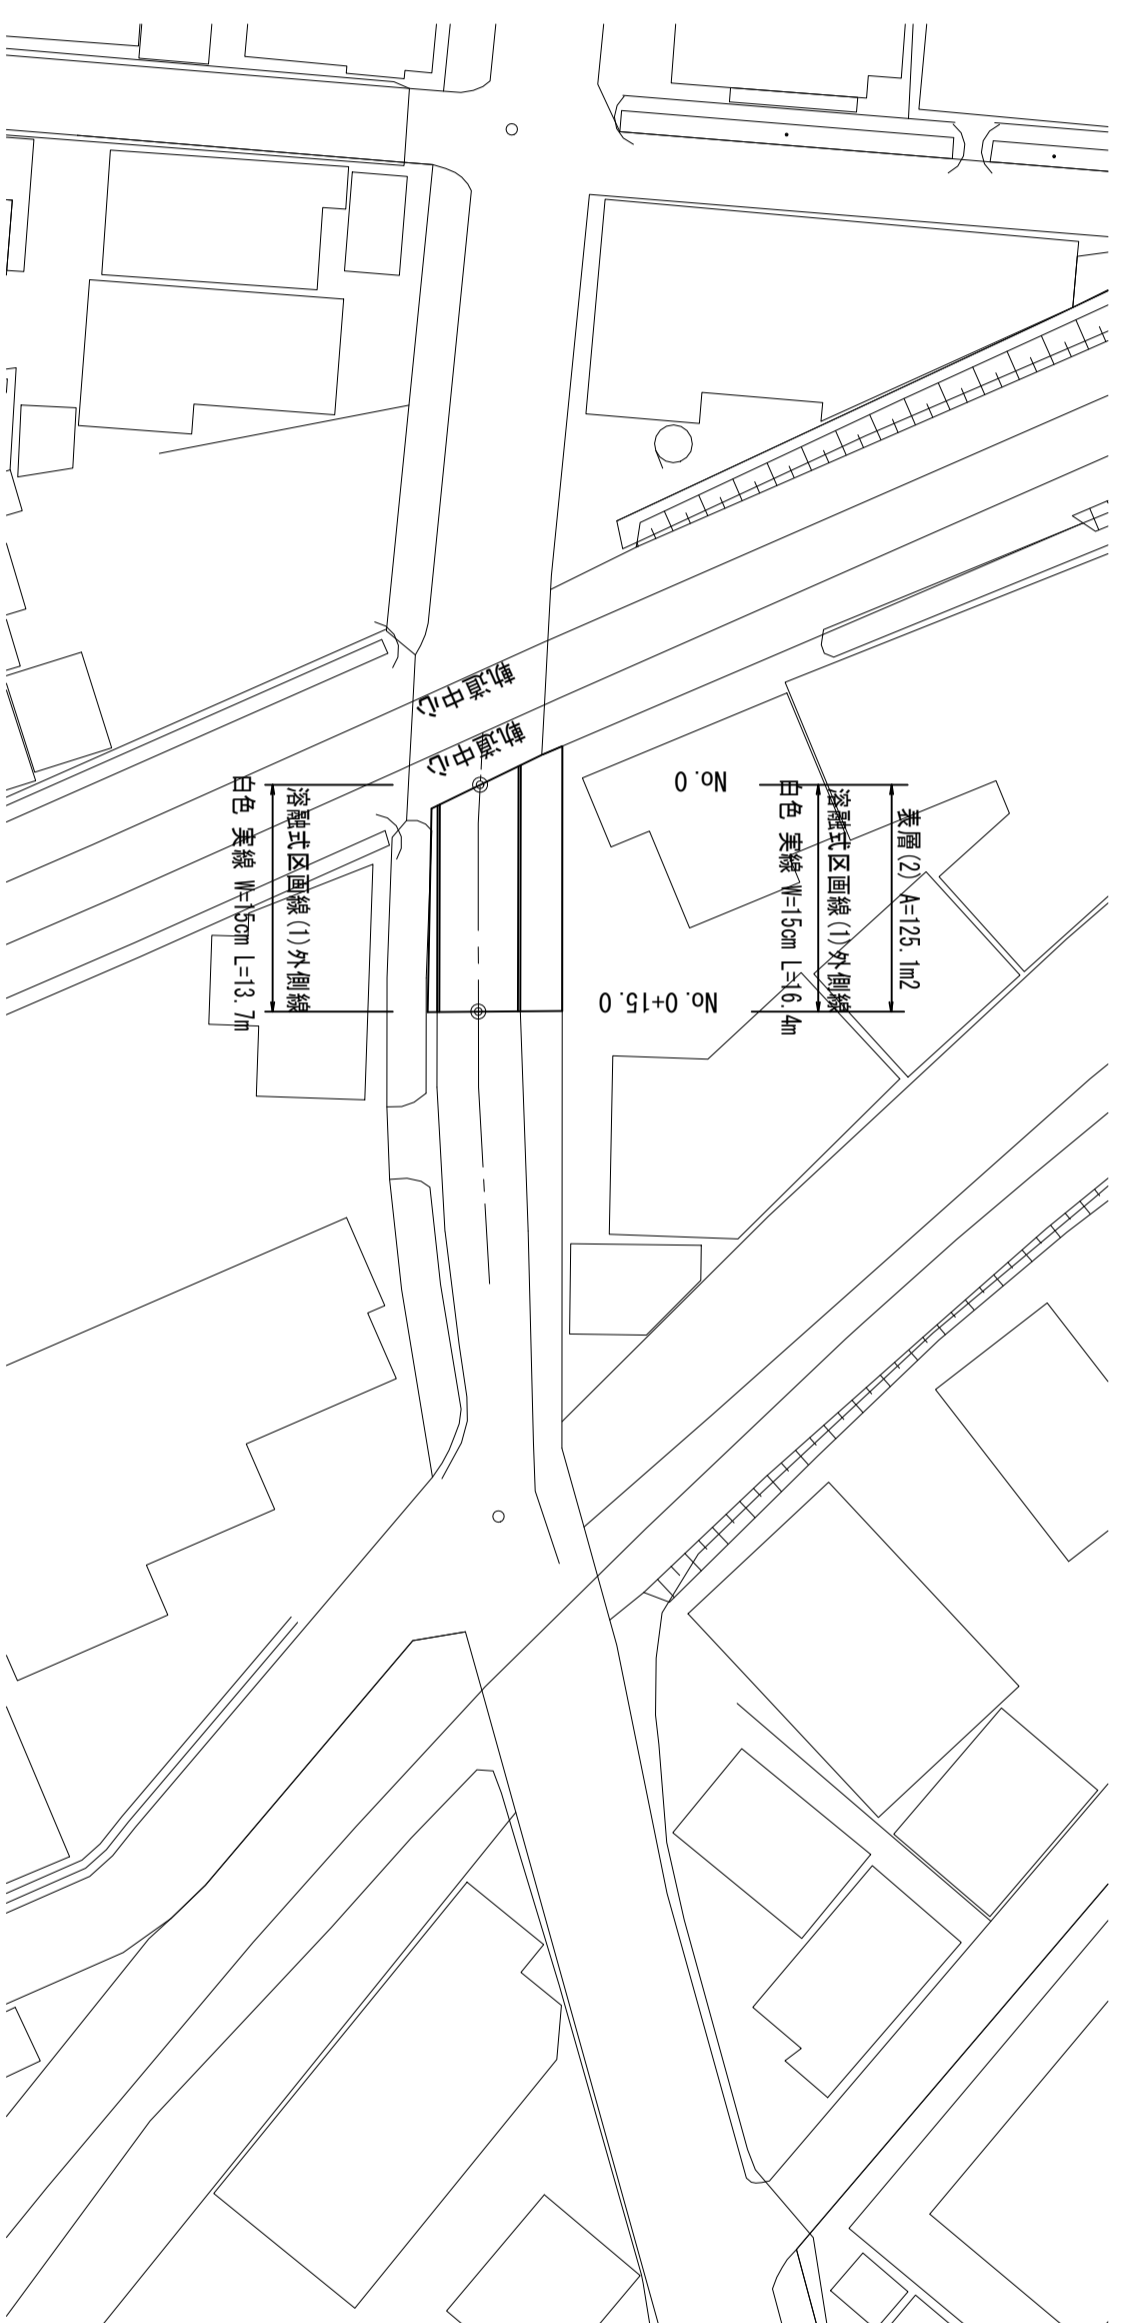 軌道中心
軌道中心
No. 0
No. 0+15.0
溶融式区画線(1)外側線
白色 実線 W=15cm L=13.7m
表層(2) A=125.1m2
溶融式区画線(1)外側線
白色 実線 W=15cm L=16.4m